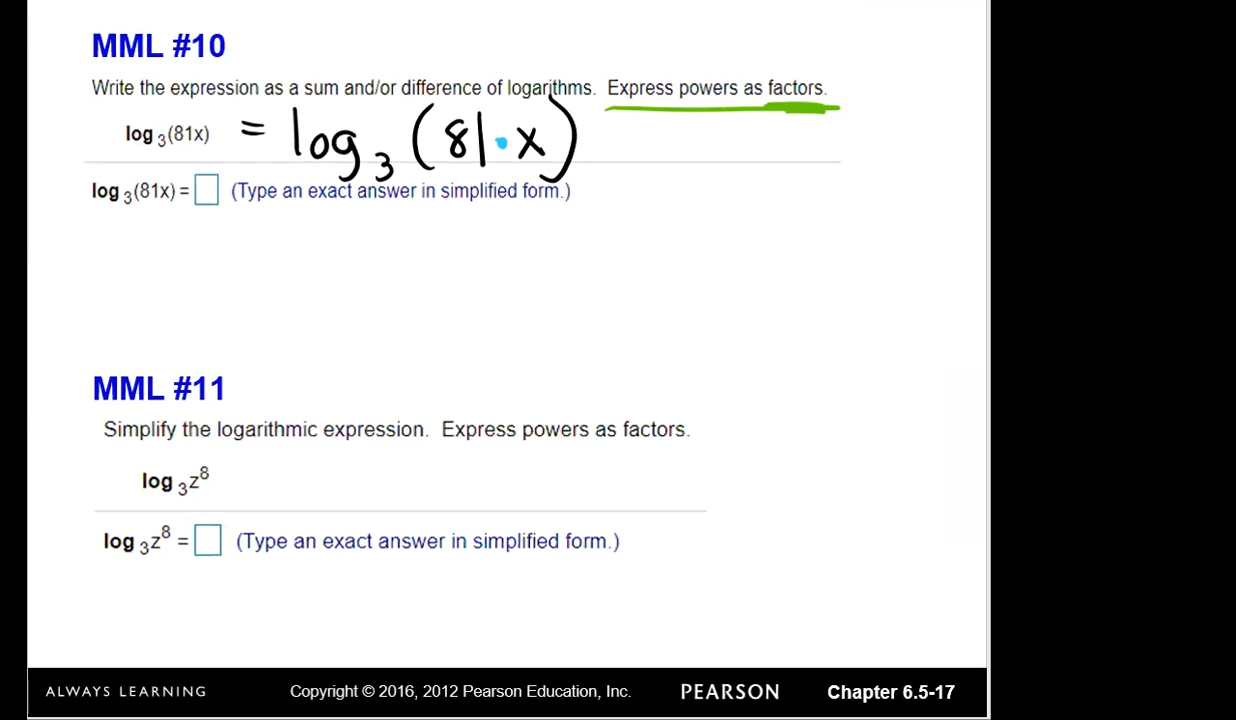 MML #10
Write the expression as a sum and/or difference of logarithms. Express powers as factors.
log 3(81x) = log3 (81·x)
log 3(81x) = (Type an exact answer in simplified form.)
MML #11
Simplify the logarithmic expression. Express powers as factors.
log 3z8
log 3z8 = (Type an exact answer in simplified form.)
ALWAYS LEARNING Copyright © 2016, 2012 Pearson Education, Inc. PEARSON Chapter 6.5-17